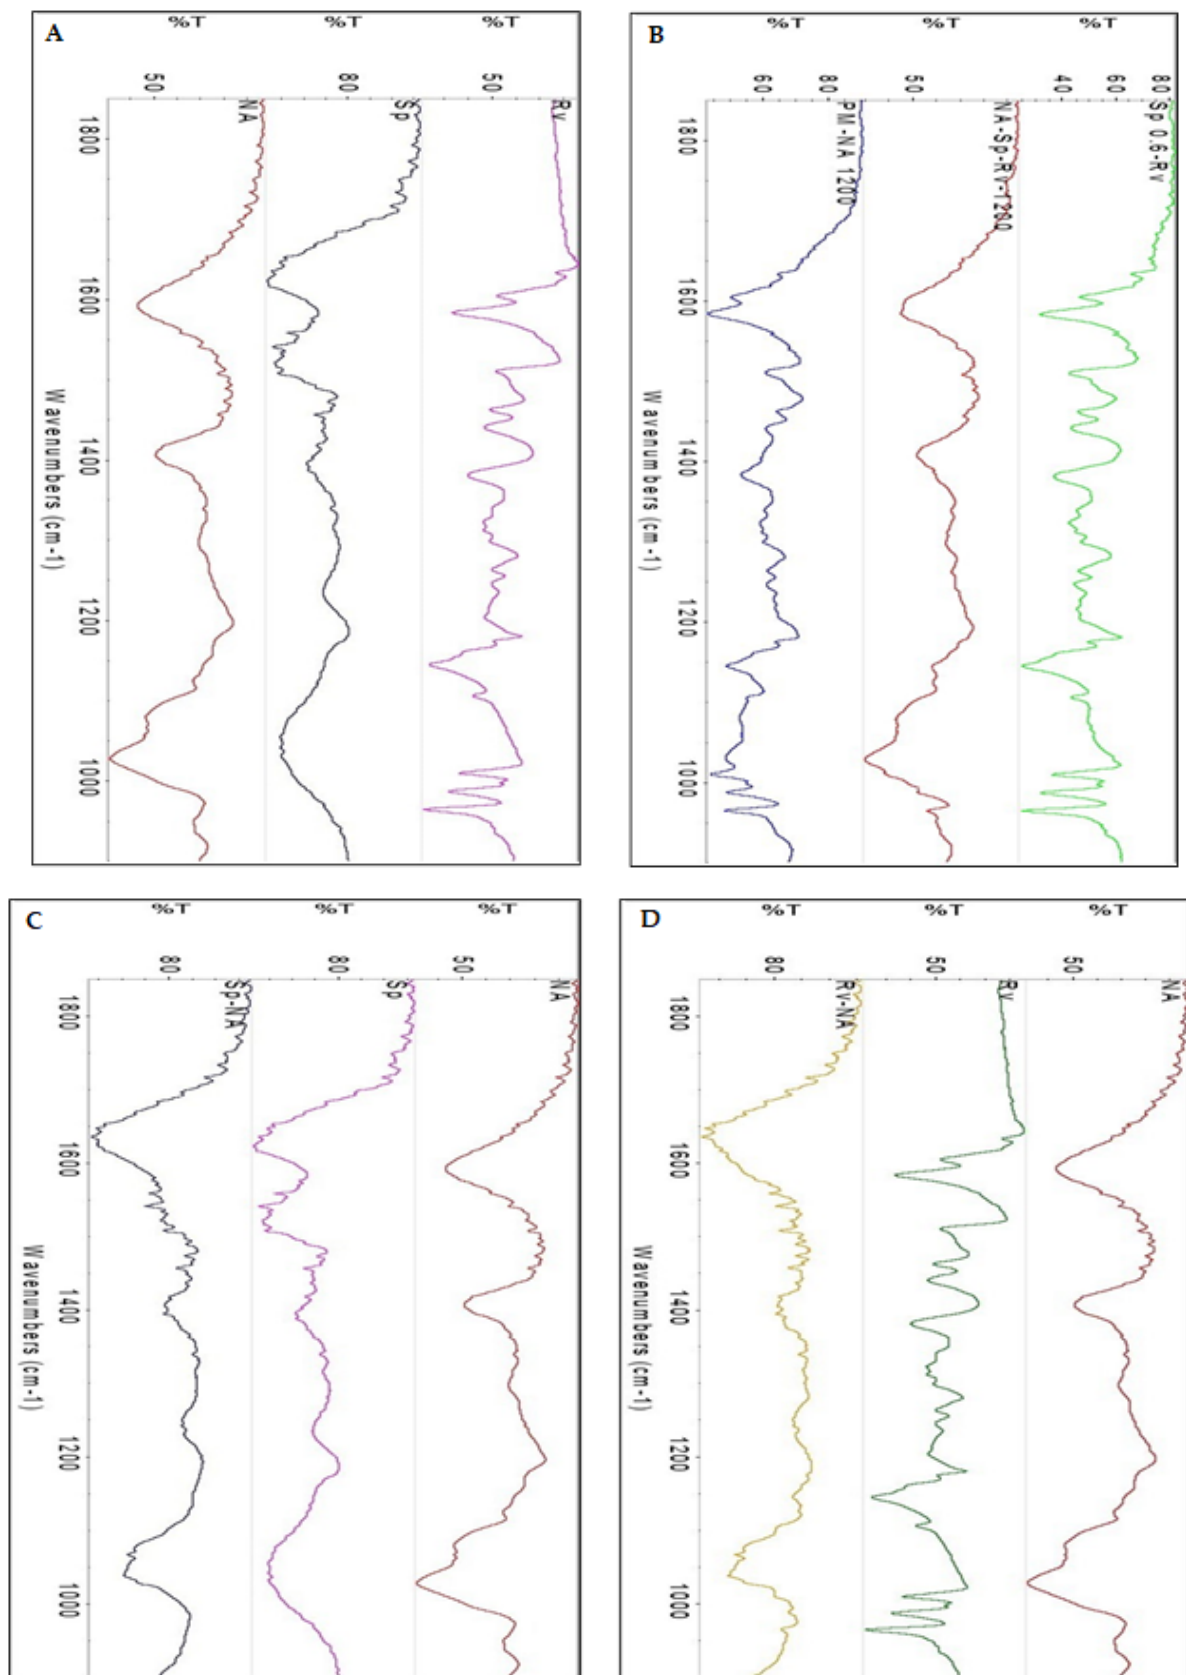 A
%T
%T
%T
50
80
50
NA
Sp
Rv
1800
1600
1400
1200
1000
Wavenumbers (cm-1)
B
%T
%T
%T
60
80
50
40
60
80
PM-NA 1200
NA-Sp-Rv-1200
Sp 0.6-Rv
1800
1600
1400
1200
1000
Wavenumbers (cm-1)
C
%T
%T
%T
80
80
50
Sp-NA
Sp
NA
1800
1600
1400
1200
1000
Wavenumbers (cm-1)
D
%T
%T
%T
80
50
50
Rv-NA
Rv
NA
1800
1600
1400
1200
1000
Wavenumbers (cm-1)